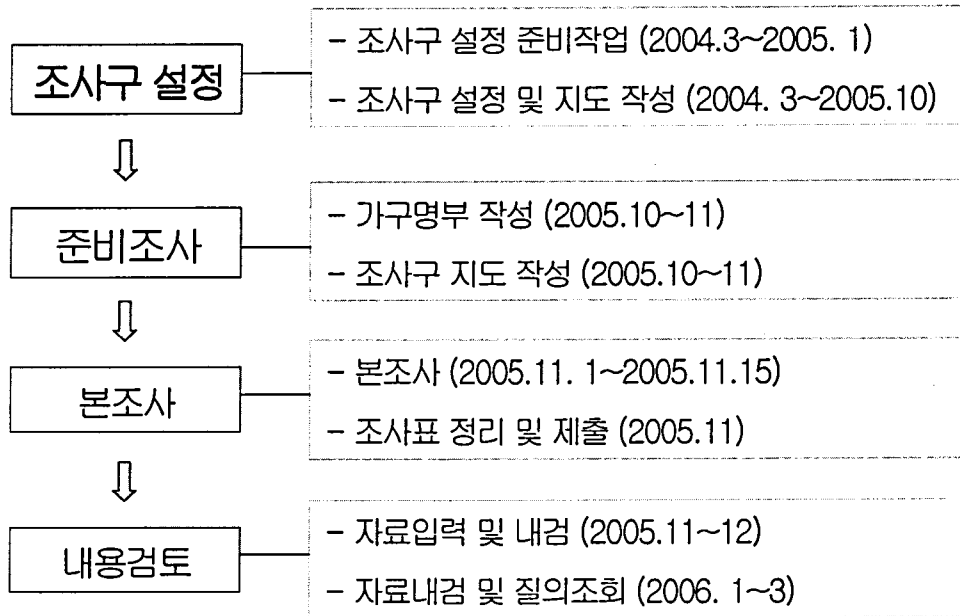 조사구 설정
- 조사구 설정 준비작업 (2004.3~2005. 1)
- 조사구 설정 및 지도 작성 (2004. 3~2005.10)
준비조사
- 가구명부 작성 (2005.10~11)
- 조사구 지도 작성 (2005.10~11)
본조사
- 본조사 (2005.11. 1~2005.11.15)
- 조사표 정리 및 제출 (2005.11)
내용검토
- 자료입력 및 내검 (2005.11~12)
- 자료내검 및 질의조회 (2006. 1~3)